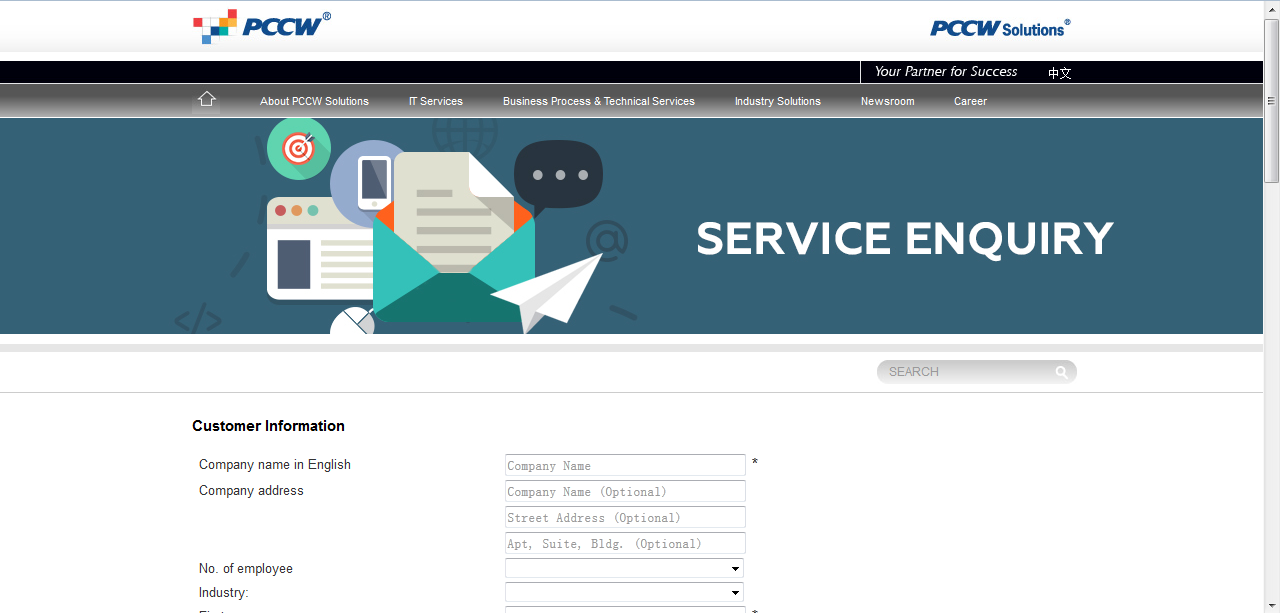 PCCW®
PCCW Solutions®
Your Partner for Success
中文
About PCCW Solutions
IT Services
Business Process & Technical Services
Industry Solutions
Newsroom
Career
</>
@
SERVICE ENQUIRY
SEARCH
Customer Information
Company name in English
Company Name
*
Company address
Company Name (Optional)
Street Address (Optional)
Apt, Suite, Bldg. (Optional)
No. of employee
Industry: